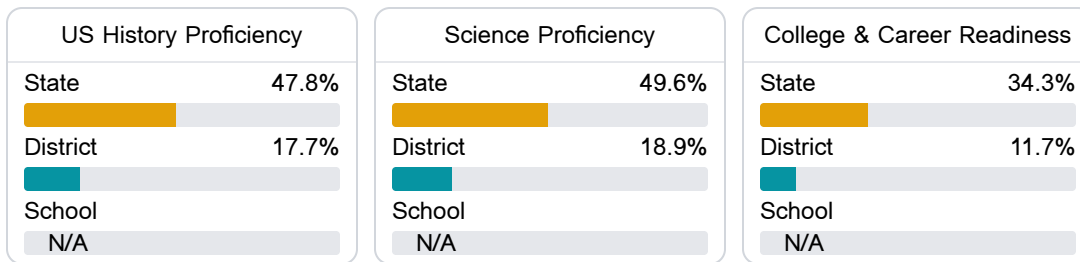 US History Proficiency
State 47.8%
District 17.7%
School
N/A
Science Proficiency
State 49.6%
District 18.9%
School
N/A
College & Career Readiness
State 34.3%
District 11.7%
School
N/A